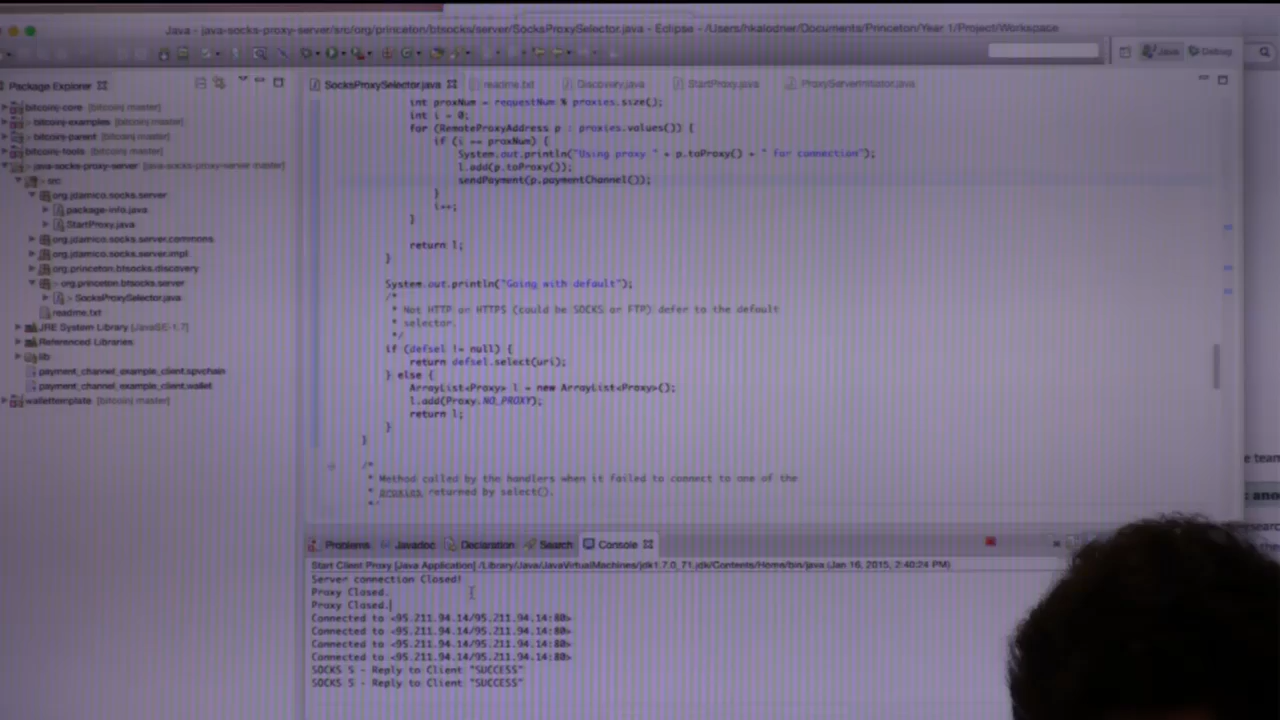 Java - java-socks-proxy-server/src/org/princeton/btsocks/server/SocksProxySelector.java - Eclipse - /Users/hkalodner/Documents/Princeton/Year 1/Project/Workspace
Java Debug
Package Explorer
bitcoinj-core [bitcoinj master]
> bitcoinj-examples [bitcoinj master]
> bitcoinj-parent [bitcoinj master]
bitcoinj-tools [bitcoinj master]
> java-socks-proxy-server [java-socks-proxy-server master]
> src
org.jdamico.socks.server
package-info.java
StartProxy.java
org.jdamico.socks.server.commons
org.jdamico.socks.server.impl
org.princeton.btsocks.discovery
> org.princeton.btsocks.server
> SocksProxySelector.java
readme.txt
JRE System Library [JavaSE-1.7]
Referenced Libraries
lib
payment_channel_example_client.spvchain
payment_channel_example_client.wallet
wallettemplate [bitcoinj master]
SocksProxySelector.java readme.txt Discovery.java StartProxy.java ProxyServerInitiator.java
int proxNum = requestNum % proxies.size();
int i = 0;
for (RemoteProxyAddress p : proxies.values()) {
if (i == proxNum) {
System.out.println("Using proxy " + p.toProxy() + " for connection");
l.add(p.toProxy());
sendPayment(p.paymentChannel());
}
i++;
}
return l;
}
System.out.println("Going with default");
/*
* Not HTTP or HTTPS (could be SOCKS or FTP) defer to the default
* selector.
*/
if (defsel != null) {
return defsel.select(uri);
} else {
ArrayList<Proxy> l = new ArrayList<Proxy>();
l.add(Proxy.NO_PROXY);
return l;
}
}
/*
* Method called by the handlers when it failed to connect to one of the
* proxies returned by select().
*/
Problems Javadoc Declaration Search Console
Start Client Proxy [Java Application] /Library/Java/JavaVirtualMachines/jdk1.7.0_71.jdk/Contents/Home/bin/java (Jan 16, 2015, 2:40:24 PM)
Server connection Closed!
Proxy Closed.
Proxy Closed.
Connected to <95.211.94.14/95.211.94.14:80>
Connected to <95.211.94.14/95.211.94.14:80>
Connected to <95.211.94.14/95.211.94.14:80>
Connected to <95.211.94.14/95.211.94.14:80>
SOCKS 5 - Reply to Client "SUCCESS"
SOCKS 5 - Reply to Client "SUCCESS"